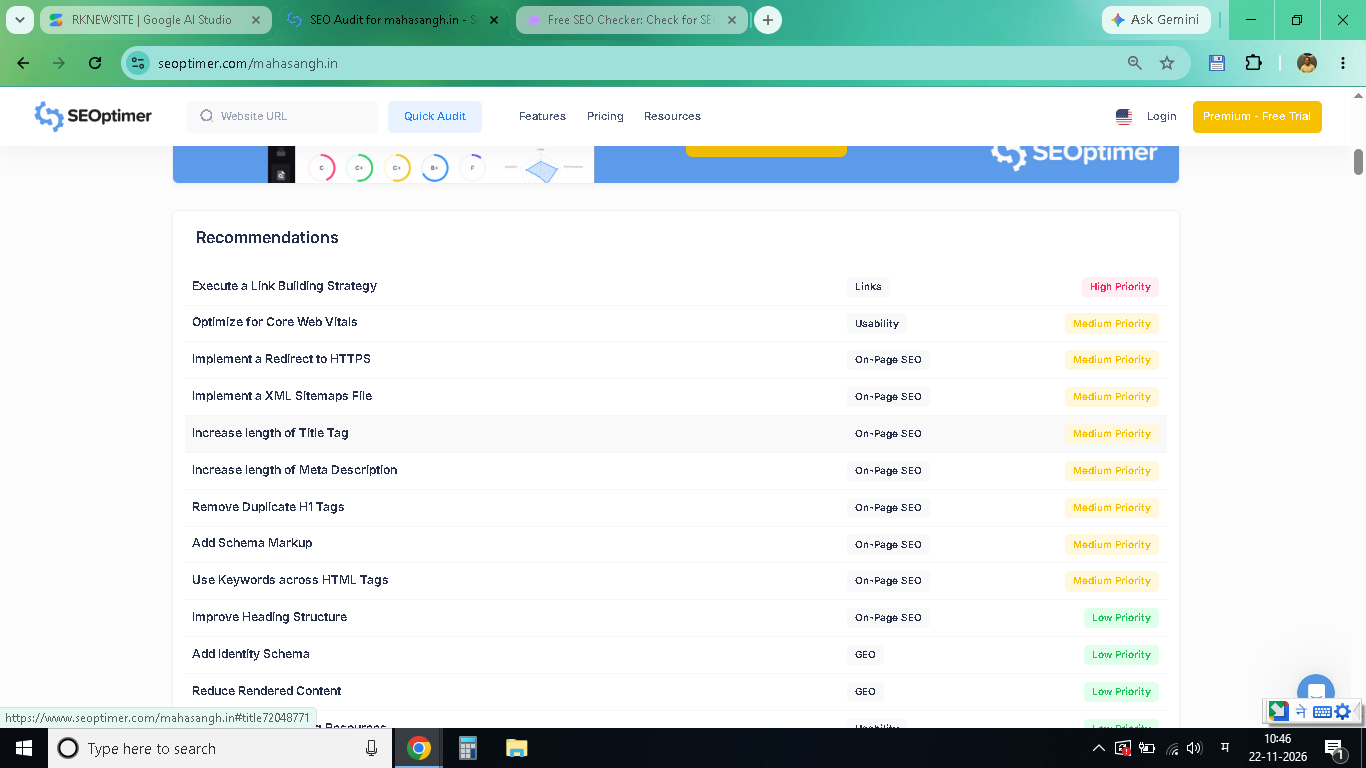 RKNEWSITE | Google AI Studio
SEO Audit for mahasangh.in - S
Free SEO Checker: Check for SE
Ask Gemini
seoptimer.com/mahasangh.in
SEOptimer
Website URL
Quick Audit
Features
Pricing
Resources
Login
Premium - Free Trial
C C+ C+ B+ F
SEOptimer
Recommendations
Execute a Link Building Strategy Links High Priority
Optimize for Core Web Vitals Usability Medium Priority
Implement a Redirect to HTTPS On-Page SEO Medium Priority
Implement a XML Sitemaps File On-Page SEO Medium Priority
Increase length of Title Tag On-Page SEO Medium Priority
Increase length of Meta Description On-Page SEO Medium Priority
Remove Duplicate H1 Tags On-Page SEO Medium Priority
Add Schema Markup On-Page SEO Medium Priority
Use Keywords across HTML Tags On-Page SEO Medium Priority
Improve Heading Structure On-Page SEO Low Priority
Add Identity Schema GEO Low Priority
Reduce Rendered Content GEO Low Priority
Resources Usability Low Priority
https://www.seoptimer.com/mahasangh.in#title72048771
Type here to search
म
10:46
22-11-2026
1